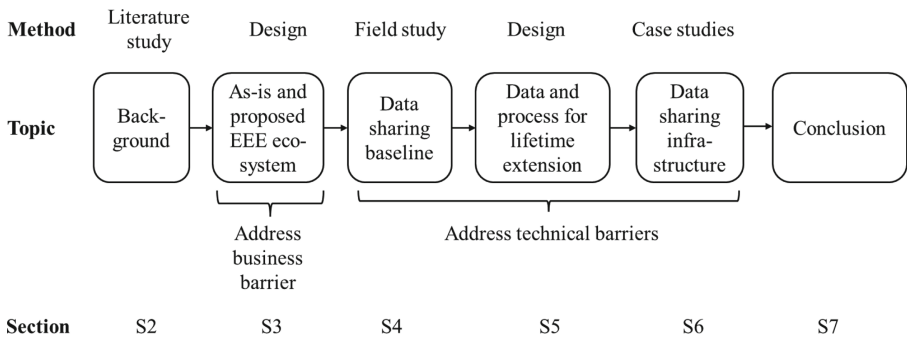 Method
Literature
study
Design
Field study
Design
Case studies
Topic
Back-
ground
As-is and
proposed
EEE eco-
system
Data
sharing
baseline
Data and
process for
lifetime
extension
Data
sharing
infra-
structure
Conclusion
Address
business
barrier
Address technical barriers
Section
S2
S3
S4
S5
S6
S7